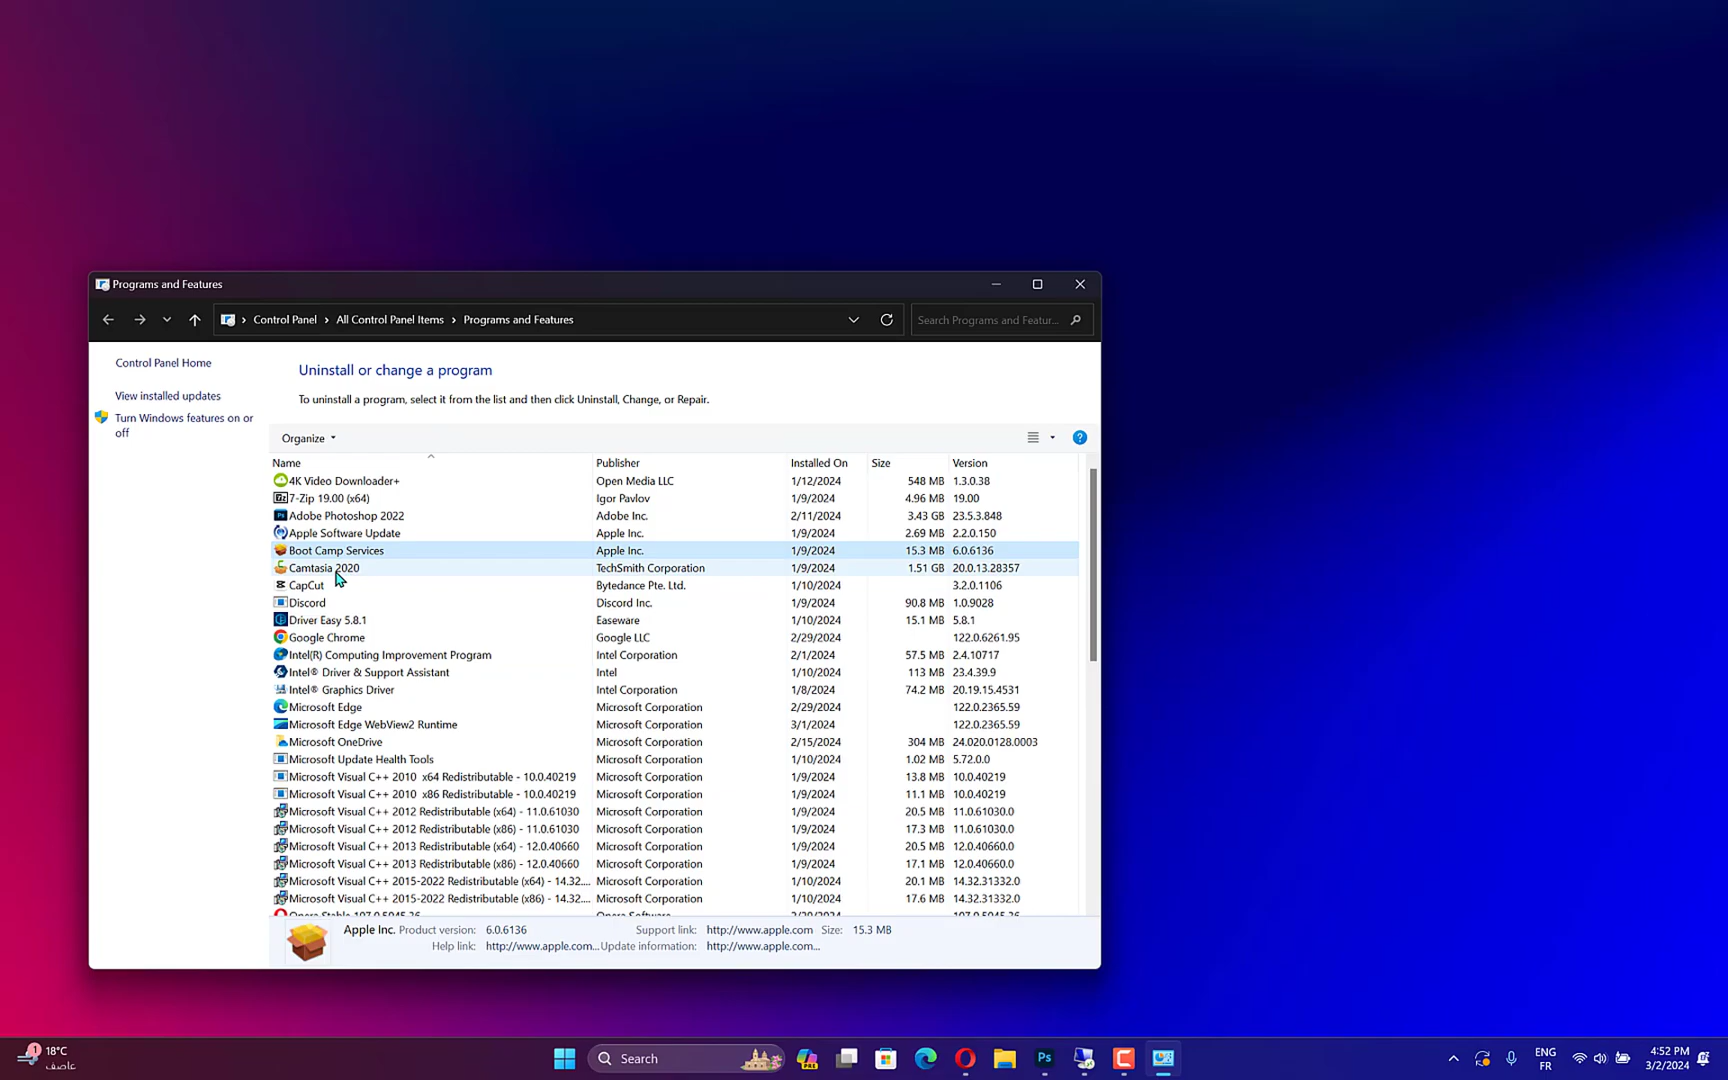 Programs and Features
Control Panel > All Control Panel Items > Programs and Features
Search Programs and Featur...
Control Panel Home
View installed updates
Turn Windows features on or off
Uninstall or change a program
To uninstall a program, select it from the list and then click Uninstall, Change, or Repair.
Organize
Name Publisher Installed On Size Version
4K Video Downloader+ Open Media LLC 1/12/2024 548 MB 1.3.0.38
7-Zip 19.00 (x64) Igor Pavlov 1/9/2024 4.96 MB 19.00
Adobe Photoshop 2022 Adobe Inc. 2/11/2024 3.43 GB 23.5.3.848
Apple Software Update Apple Inc. 1/9/2024 2.69 MB 2.2.0.150
Boot Camp Services Apple Inc. 1/9/2024 15.3 MB 6.0.6136
Camtasia 2020 TechSmith Corporation 1/9/2024 1.51 GB 20.0.13.28357
CapCut Bytedance Pte. Ltd. 1/10/2024 3.2.0.1106
Discord Discord Inc. 1/9/2024 90.8 MB 1.0.9028
Driver Easy 5.8.1 Easeware 1/10/2024 15.1 MB 5.8.1
Google Chrome Google LLC 2/29/2024 122.0.6261.95
Intel(R) Computing Improvement Program Intel Corporation 2/1/2024 57.5 MB 2.4.10717
Intel® Driver & Support Assistant Intel 1/10/2024 113 MB 23.4.39.9
Intel® Graphics Driver Intel Corporation 1/8/2024 74.2 MB 20.19.15.4531
Microsoft Edge Microsoft Corporation 2/29/2024 122.0.2365.59
Microsoft Edge WebView2 Runtime Microsoft Corporation 3/1/2024 122.0.2365.59
Microsoft OneDrive Microsoft Corporation 2/15/2024 304 MB 24.020.0128.0003
Microsoft Update Health Tools Microsoft Corporation 1/10/2024 1.02 MB 5.72.0.0
Microsoft Visual C++ 2010 x64 Redistributable - 10.0.40219 Microsoft Corporation 1/9/2024 13.8 MB 10.0.40219
Microsoft Visual C++ 2010 x86 Redistributable - 10.0.40219 Microsoft Corporation 1/9/2024 11.1 MB 10.0.40219
Microsoft Visual C++ 2012 Redistributable (x64) - 11.0.61030 Microsoft Corporation 1/9/2024 20.5 MB 11.0.61030.0
Microsoft Visual C++ 2012 Redistributable (x86) - 11.0.61030 Microsoft Corporation 1/9/2024 17.3 MB 11.0.61030.0
Microsoft Visual C++ 2013 Redistributable (x64) - 12.0.40660 Microsoft Corporation 1/9/2024 20.5 MB 12.0.40660.0
Microsoft Visual C++ 2013 Redistributable (x86) - 12.0.40660 Microsoft Corporation 1/9/2024 17.1 MB 12.0.40660.0
Microsoft Visual C++ 2015-2022 Redistributable (x64) - 14.32.... Microsoft Corporation 1/10/2024 20.1 MB 14.32.31332.0
Microsoft Visual C++ 2015-2022 Redistributable (x86) - 14.32.... Microsoft Corporation 1/10/2024 17.6 MB 14.32.31332.0
Opera Stable 107.0.5045.36 Opera Software 2/29/2024 107.0.5045.36
Apple Inc. Product version: 6.0.6136 Support link: http://www.apple.com Size: 15.3 MB
Help link: http://www.apple.com... Update information: http://www.apple.com...
1
18°C
عاصف
Search
PRE
Ps
ENG
FR
4:52 PM
3/2/2024